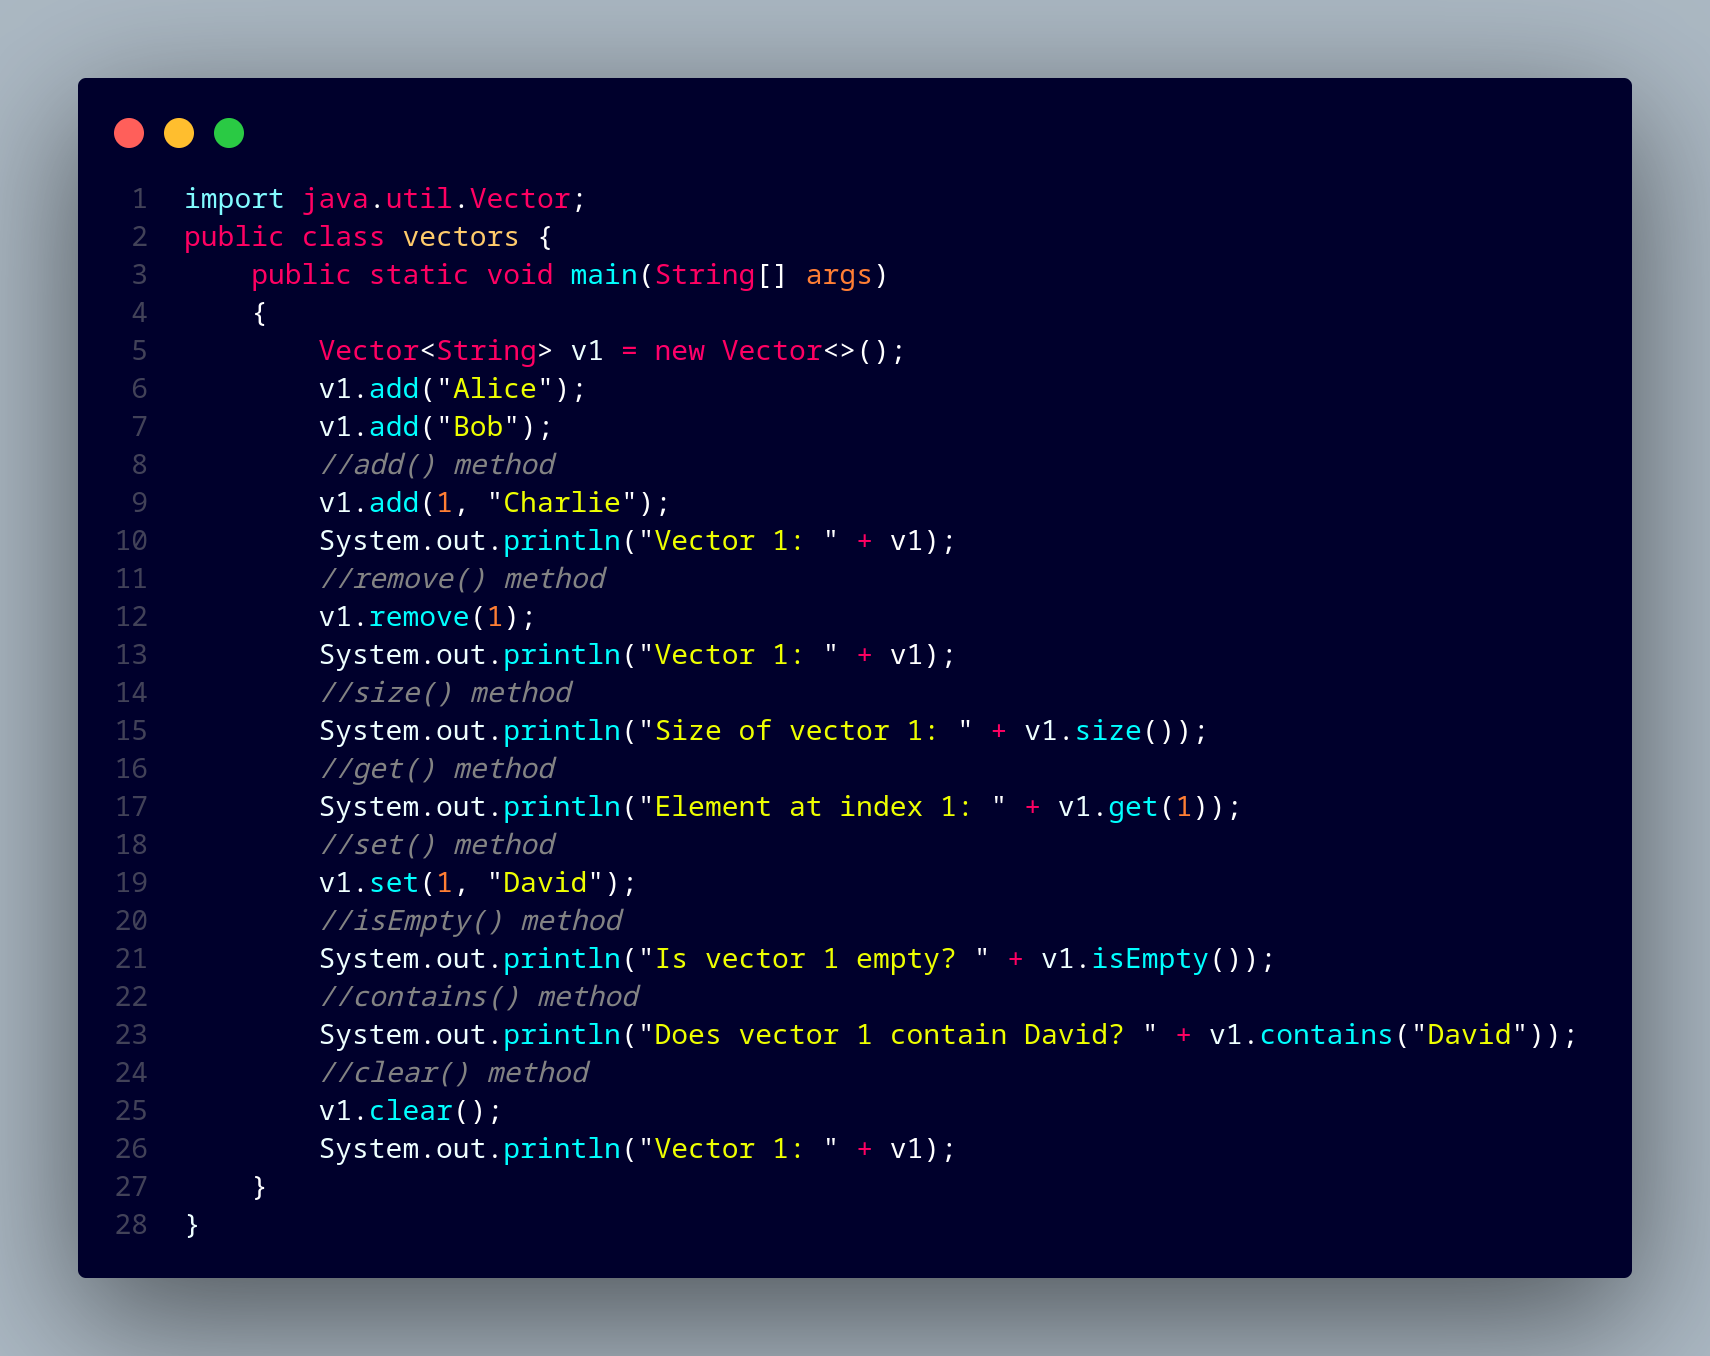 1 import java.util.Vector;
2 public class vectors {
3     public static void main(String[] args)
4     {
5         Vector<String> v1 = new Vector<>();
6         v1.add("Alice");
7         v1.add("Bob");
8         //add() method
9         v1.add(1, "Charlie");
10         System.out.println("Vector 1: " + v1);
11         //remove() method
12         v1.remove(1);
13         System.out.println("Vector 1: " + v1);
14         //size() method
15         System.out.println("Size of vector 1: " + v1.size());
16         //get() method
17         System.out.println("Element at index 1: " + v1.get(1));
18         //set() method
19         v1.set(1, "David");
20         //isEmpty() method
21         System.out.println("Is vector 1 empty? " + v1.isEmpty());
22         //contains() method
23         System.out.println("Does vector 1 contain David? " + v1.contains("David"));
24         //clear() method
25         v1.clear();
26         System.out.println("Vector 1: " + v1);
27     }
28 }